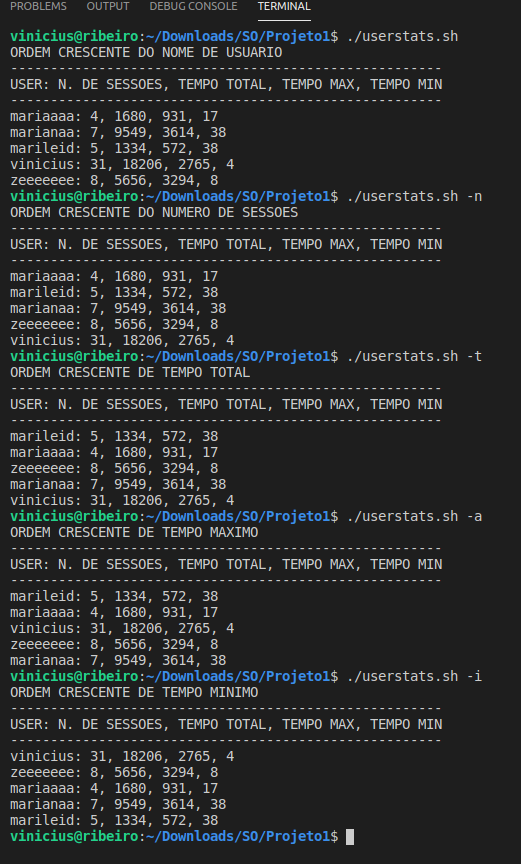 PROBLEMS OUTPUT DEBUG CONSOLE TERMINAL
vinicius@ribeiro:~/Downloads/SO/Projeto1$ ./userstats.sh
ORDEM CRESCENTE DO NOME DE USUARIO
------------------------------------------------------
USER: N. DE SESSOES, TEMPO TOTAL, TEMPO MAX, TEMPO MIN
------------------------------------------------------
mariaaaa: 4, 1680, 931, 17
marianaa: 7, 9549, 3614, 38
marileid: 5, 1334, 572, 38
vinicius: 31, 18206, 2765, 4
zeeeeeee: 8, 5656, 3294, 8
vinicius@ribeiro:~/Downloads/SO/Projeto1$ ./userstats.sh -n
ORDEM CRESCENTE DO NUMERO DE SESSOES
------------------------------------------------------
USER: N. DE SESSOES, TEMPO TOTAL, TEMPO MAX, TEMPO MIN
------------------------------------------------------
mariaaaa: 4, 1680, 931, 17
marileid: 5, 1334, 572, 38
marianaa: 7, 9549, 3614, 38
zeeeeeee: 8, 5656, 3294, 8
vinicius: 31, 18206, 2765, 4
vinicius@ribeiro:~/Downloads/SO/Projeto1$ ./userstats.sh -t
ORDEM CRESCENTE DE TEMPO TOTAL
------------------------------------------------------
USER: N. DE SESSOES, TEMPO TOTAL, TEMPO MAX, TEMPO MIN
------------------------------------------------------
marileid: 5, 1334, 572, 38
mariaaaa: 4, 1680, 931, 17
zeeeeeee: 8, 5656, 3294, 8
marianaa: 7, 9549, 3614, 38
vinicius: 31, 18206, 2765, 4
vinicius@ribeiro:~/Downloads/SO/Projeto1$ ./userstats.sh -a
ORDEM CRESCENTE DE TEMPO MAXIMO
------------------------------------------------------
USER: N. DE SESSOES, TEMPO TOTAL, TEMPO MAX, TEMPO MIN
------------------------------------------------------
marileid: 5, 1334, 572, 38
mariaaaa: 4, 1680, 931, 17
vinicius: 31, 18206, 2765, 4
zeeeeeee: 8, 5656, 3294, 8
marianaa: 7, 9549, 3614, 38
vinicius@ribeiro:~/Downloads/SO/Projeto1$ ./userstats.sh -i
ORDEM CRESCENTE DE TEMPO MINIMO
------------------------------------------------------
USER: N. DE SESSOES, TEMPO TOTAL, TEMPO MAX, TEMPO MIN
------------------------------------------------------
vinicius: 31, 18206, 2765, 4
zeeeeeee: 8, 5656, 3294, 8
mariaaaa: 4, 1680, 931, 17
marianaa: 7, 9549, 3614, 38
marileid: 5, 1334, 572, 38
vinicius@ribeiro:~/Downloads/SO/Projeto1$